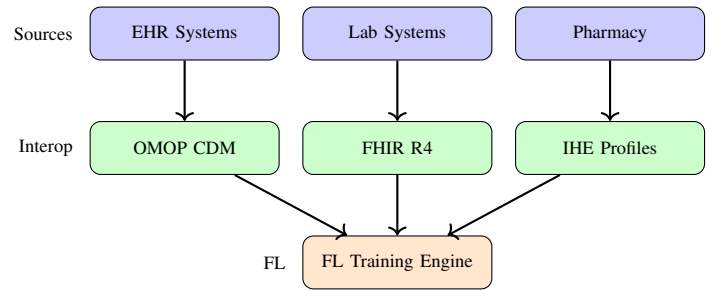 Sources
EHR Systems
Lab Systems
Pharmacy
Interop
OMOP CDM
FHIR R4
IHE Profiles
FL
FL Training Engine